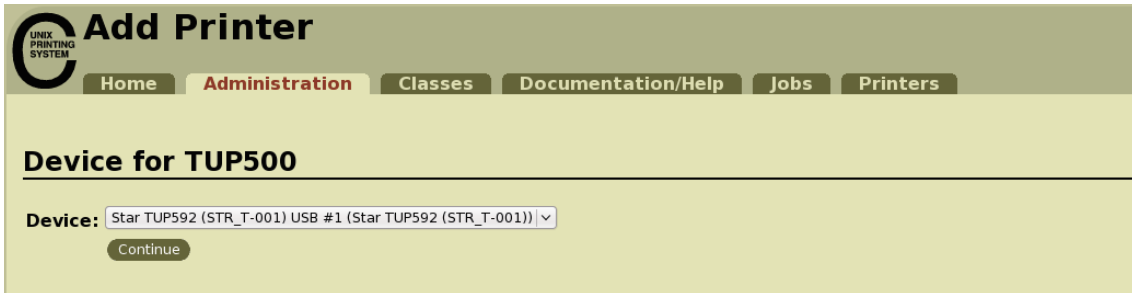 UNIX
PRINTING
SYSTEM
Add Printer
Home Administration Classes Documentation/Help Jobs Printers
Device for TUP500
Device: Star TUP592 (STR_T-001) USB #1 (Star TUP592 (STR_T-001))
Continue